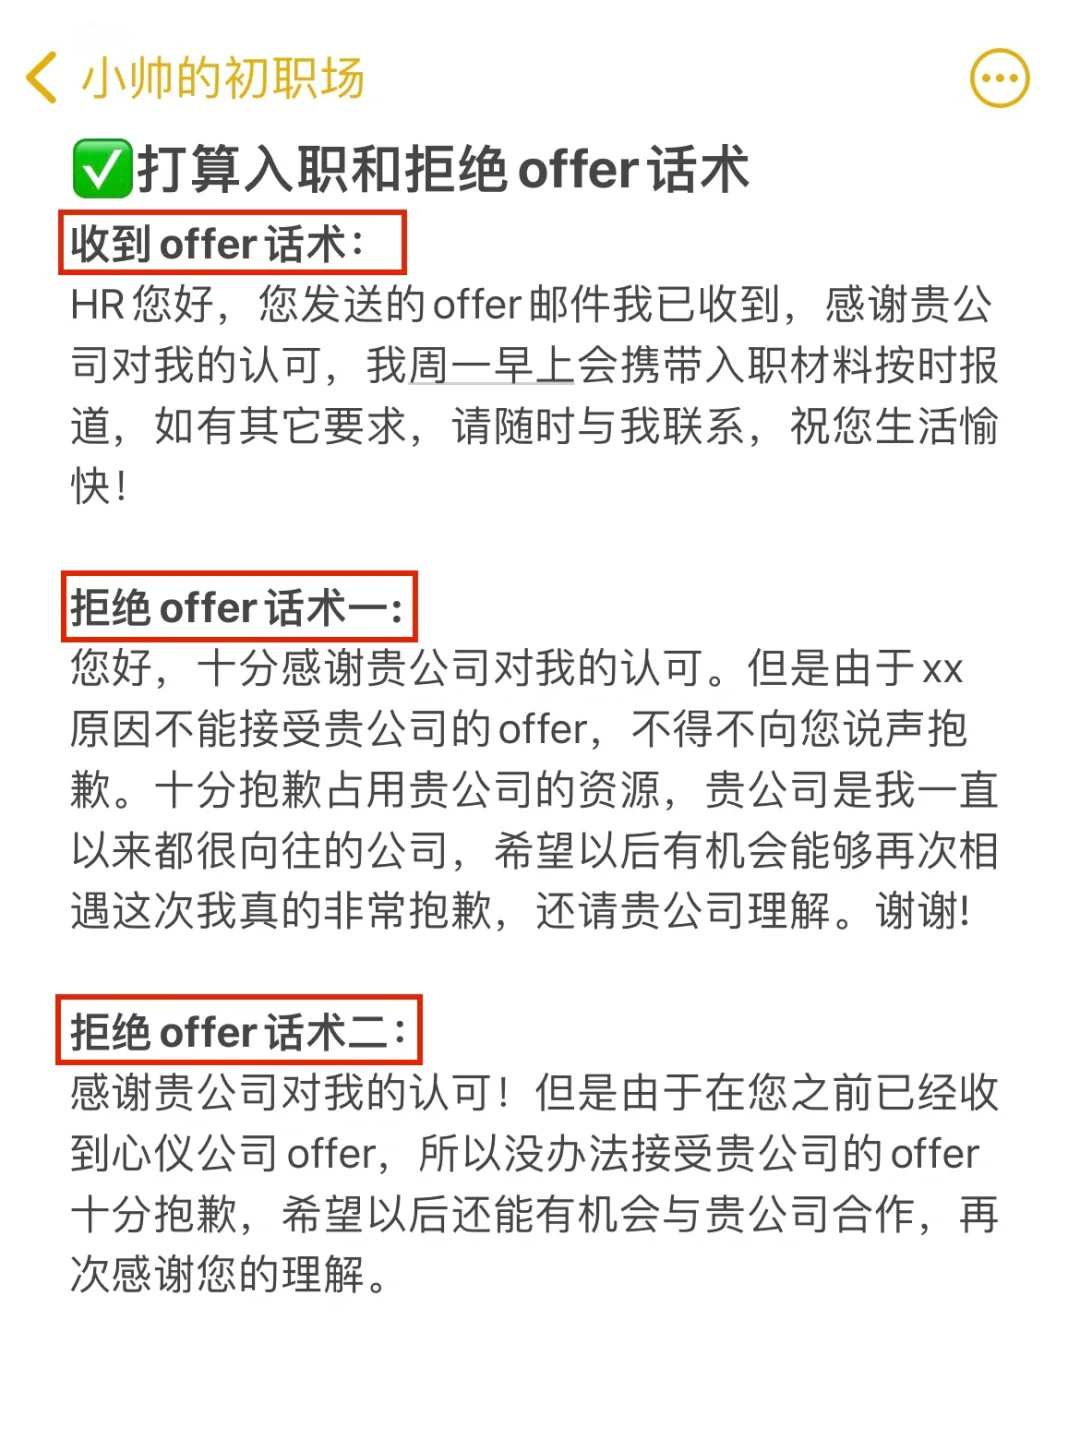 小帅的初职场
✅打算入职和拒绝offer话术
收到offer话术：
HR您好，您发送的offer邮件我已收到，感谢贵公
司对我的认可，我周一早上会携带入职材料按时报
道，如有其它要求，请随时与我联系，祝您生活愉
快！
拒绝offer话术一:
您好，十分感谢贵公司对我的认可。但是由于xx
原因不能接受贵公司的offer，不得不向您说声抱
歉。十分抱歉占用贵公司的资源，贵公司是我一直
以来都很向往的公司，希望以后有机会能够再次相
遇这次我真的非常抱歉，还请贵公司理解。谢谢!
拒绝offer话术二：
感谢贵公司对我的认可！但是由于在您之前已经收
到心仪公司offer，所以没办法接受贵公司的offer
十分抱歉，希望以后还能有机会与贵公司合作，再
次感谢您的理解。